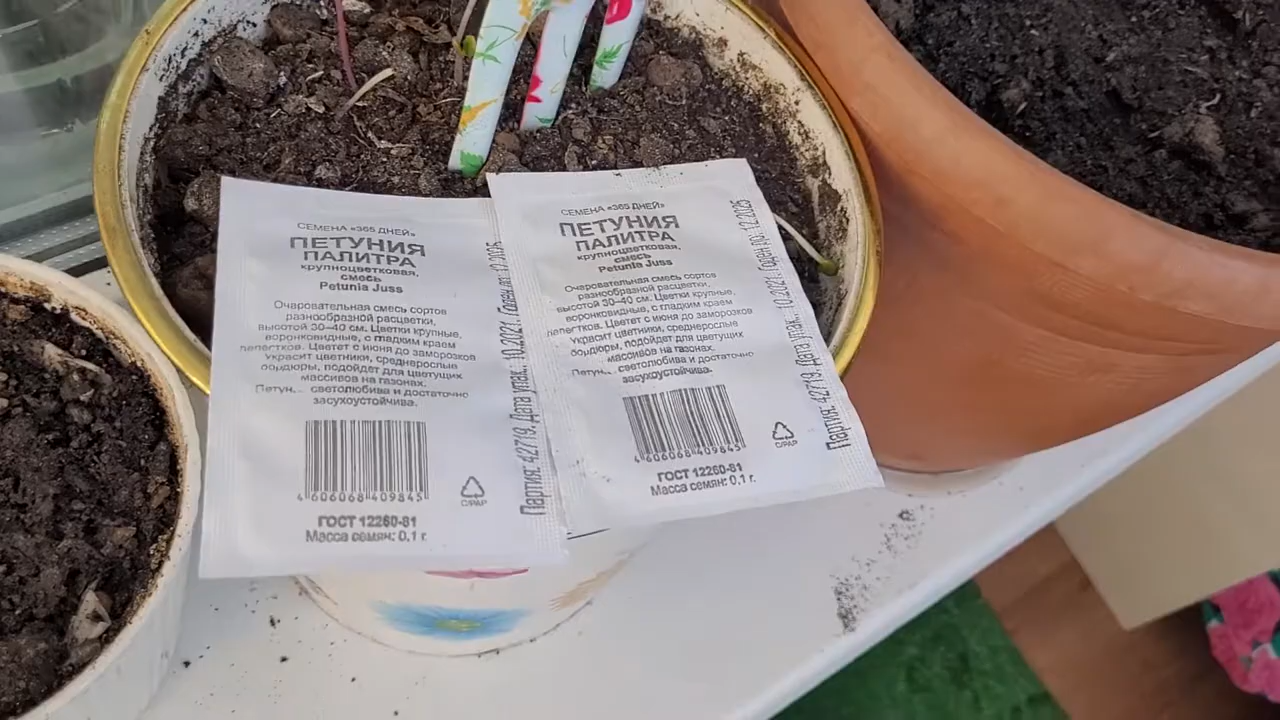 СЕМЕНА «365 ДНЕЙ»
ПЕТУНИЯ
ПАЛИТРА
крупноцветковая,
смесь
Petunia Juss
Очаровательная смесь сортов
разнообразной расцветки,
высотой 30–40 см. Цветки крупные,
воронковидные, с гладким краем
лепестков. Цветет с июня до заморозков
Украсит цветники, среднерослые
бордюры, подойдет для цветущих
массивов на газонах.
светолюбива и достаточно
засухоустойчива.
4 606068 409845
C/PAP
ГОСТ 12260-81
Масса семян: 0,1 г.
Партия: 42719. Дата упак.: 10.2021. Годен до: 12.2025
СЕМЕНА «365 ДНЕЙ»
ПЕТУНИЯ
ПАЛИТРА
крупноцветковая,
смесь
Petunia Juss
Очаровательная смесь сортов
разнообразной расцветки,
высотой 30–40 см. Цветки крупные,
воронковидные, с гладким краем
лепестков. Цветет с июня до заморозков
Украсит цветники, среднерослые
бордюры, подойдет для цветущих
массивов на газонах.
светолюбива и достаточно
засухоустойчива.
4 606068 409845
C/PAP
ГОСТ 12260-81
Масса семян: 0,1 г.
Партия: 42719. Дата упак.: 10.2021. Годен до: 12.2025